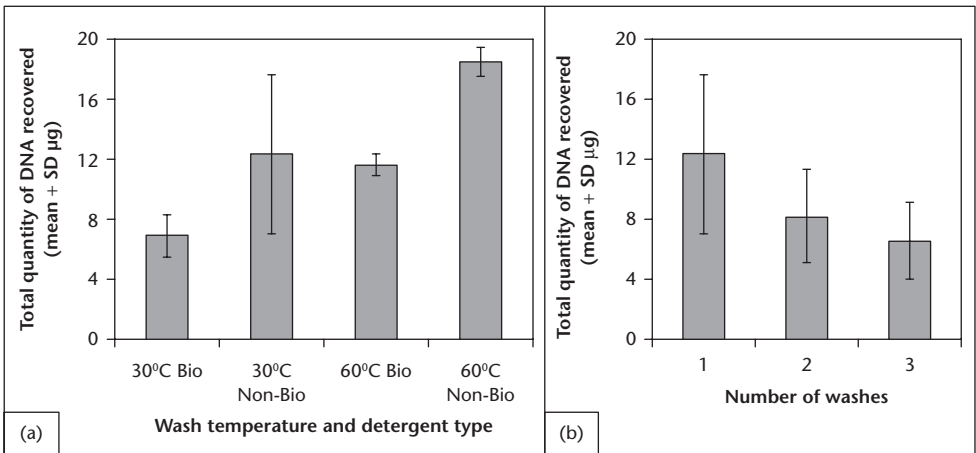 Total quantity of DNA recovered
(mean + SD µg)
20
16
12
8
4
0
30⁰C Bio
30⁰C
Non-Bio
60⁰C Bio
60⁰C
Non-Bio
Wash temperature and detergent type
(a)
Total quantity of DNA recovered
(mean + SD µg)
20
16
12
8
4
0
1
2
3
Number of washes
(b)